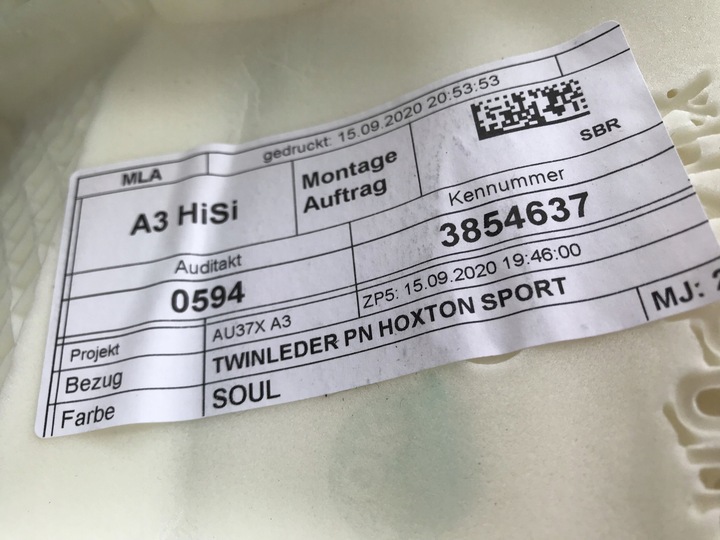 MLA
gedruckt: 15.09.2020 20:53:53
A3 HiSi
Montage
Auftrag
SBR
Auditakt
Kennummer
0594
3854637
ZP5: 15.09.2020 19:46:00
Projekt
AU37X A3
Bezug
TWINLEDER PN HOXTON SPORT
MJ:
Farbe
SOUL